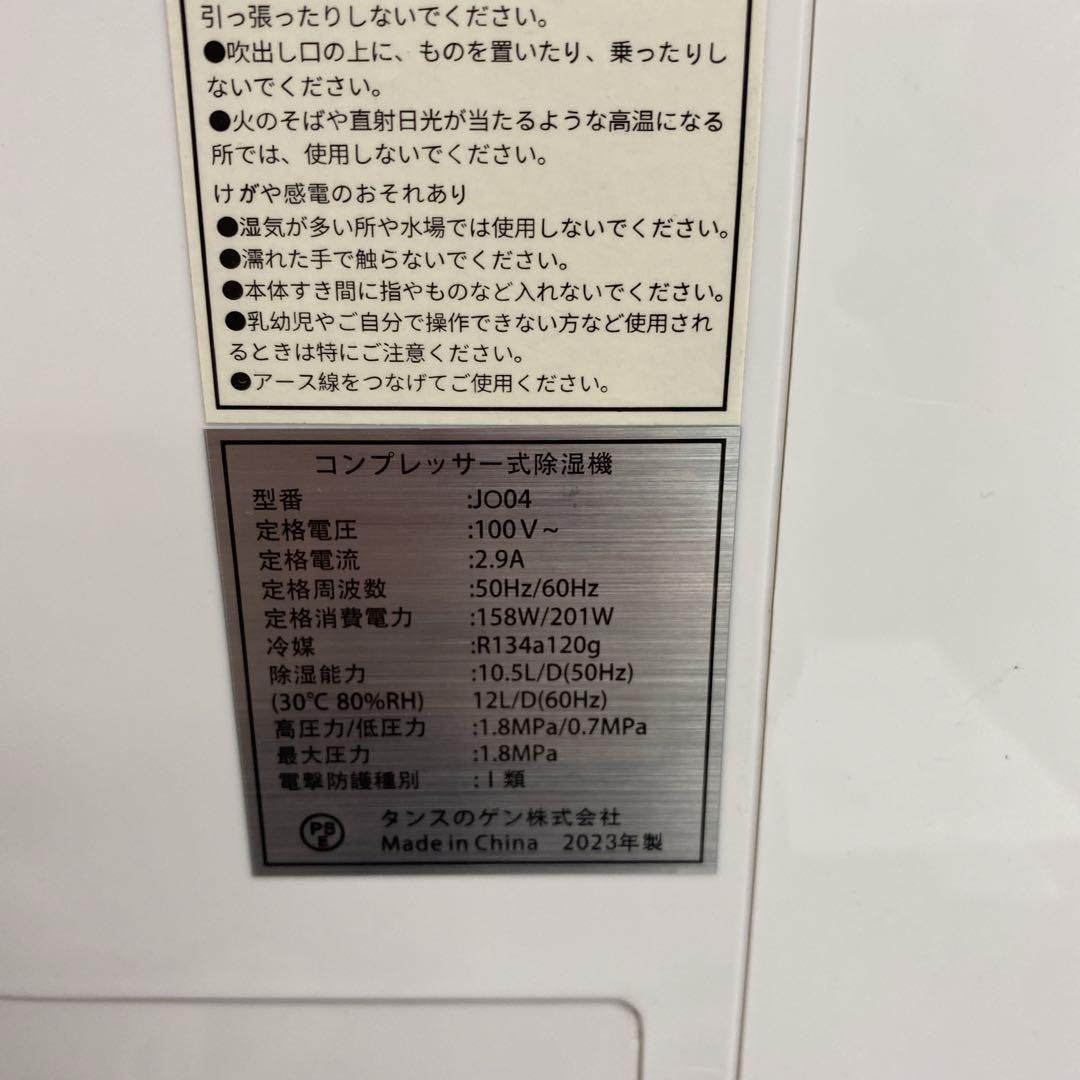 引っ張ったりしないでください。
●吹出し口の上に、ものを置いたり、乗ったりし
ないでください。
●火のそばや直射日光が当たるような高温になる
所では、使用しないでください。
けがや感電のおそれあり
●湿気が多い所や水場では使用しないでください。
●濡れた手で触らないでください。
●本体すき間に指やものなど入れないでください。
●乳幼児やご自分で操作できない方など使用され
るときは特にご注意ください。
●アース線をつなげてご使用ください。
コンプレッサー式除湿機
型番 :JO04
定格電圧 :100V～
定格電流 :2.9A
定格周波数 :50Hz/60Hz
定格消費電力 :158W/201W
冷媒 :R134a120g
除湿能力 :10.5L/D(50Hz)
(30℃ 80%RH) 12L/D(60Hz)
高圧力/低圧力 :1.8MPa/0.7MPa
最大圧力 :1.8MPa
電撃防護種別 :I類
PSE タンスのゲン株式会社
Made in China 2023年製